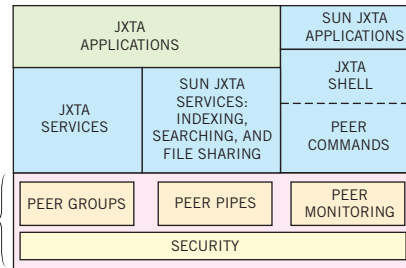 JXTA
APPLICATIONS
SUN JXTA
APPLICATIONS
JXTA
SERVICES
SUN JXTA
SERVICES:
INDEXING,
SEARCHING, AND
FILE SHARING
JXTA
SHELL
PEER
COMMANDS
PEER GROUPS
PEER PIPES
PEER
MONITORING
SECURITY